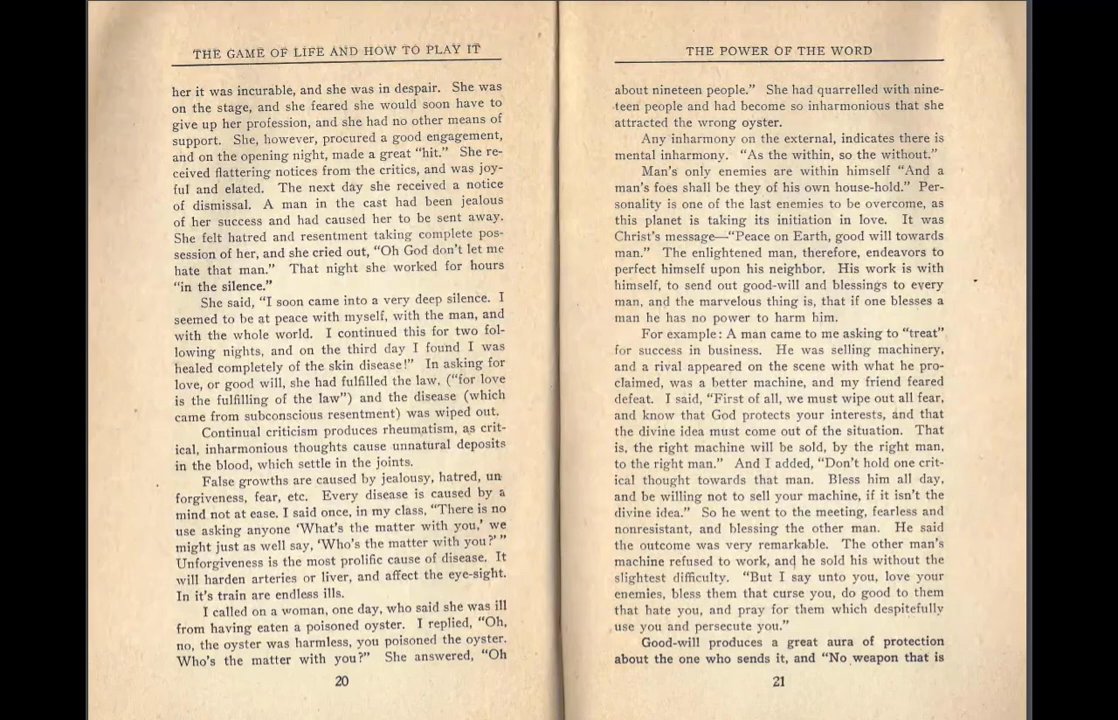 THE GAME OF LIFE AND HOW TO PLAY IT
her it was incurable, and she was in despair. She was
on the stage, and she feared she would soon have to
give up her profession, and she had no other means of
support. She, however, procured a good engagement,
and on the opening night, made a great "hit." She re-
ceived flattering notices from the critics, and was joy-
ful and elated. The next day she received a notice
of dismissal. A man in the cast had been jealous
of her success and had caused her to be sent away.
She felt hatred and resentment taking complete pos-
session of her, and she cried out, "Oh God don't let me
hate that man." That night she worked for hours
"in the silence."
She said, "I soon came into a very deep silence. I
seemed to be at peace with myself, with the man, and
with the whole world. I continued this for two fol-
lowing nights, and on the third day I found I was
healed completely of the skin disease!" In asking for
love, or good will, she had fulfilled the law, ("for love
is the fulfilling of the law") and the disease (which
came from subconscious resentment) was wiped out.
Continual criticism produces rheumatism, as crit-
ical, inharmonious thoughts cause unnatural deposits
in the blood, which settle in the joints.
False growths are caused by jealousy, hatred, un
forgiveness, fear, etc. Every disease is caused by a
mind not at ease. I said once, in my class, "There is no
use asking anyone 'What's the matter with you,' we
might just as well say, 'Who's the matter with you?' "
Unforgiveness is the most prolific cause of disease. It
will harden arteries or liver, and affect the eye-sight.
In it's train are endless ills.
I called on a woman, one day, who said she was ill
from having eaten a poisoned oyster. I replied, "Oh,
no, the oyster was harmless, you poisoned the oyster.
Who's the matter with you?" She answered, "Oh
20
THE POWER OF THE WORD
about nineteen people." She had quarrelled with nine-
teen people and had become so inharmonious that she
attracted the wrong oyster.
Any inharmony on the external, indicates there is
mental inharmony. "As the within, so the without."
Man's only enemies are within himself "And a
man's foes shall be they of his own house-hold." Per-
sonality is one of the last enemies to be overcome, as
this planet is taking its initiation in love. It was
Christ's message—"Peace on Earth, good will towards
man." The enlightened man, therefore, endeavors to
perfect himself upon his neighbor. His work is with
himself, to send out good-will and blessings to every
man, and the marvelous thing is, that if one blesses a
man he has no power to harm him.
For example: A man came to me asking to "treat"
for success in business. He was selling machinery,
and a rival appeared on the scene with what he pro-
claimed, was a better machine, and my friend feared
defeat. I said, "First of all, we must wipe out all fear,
and know that God protects your interests, and that
the divine idea must come out of the situation. That
is, the right machine will be sold, by the right man,
to the right man." And I added, "Don't hold one crit-
ical thought towards that man. Bless him all day,
and be willing not to sell your machine, if it isn't the
divine idea." So he went to the meeting, fearless and
nonresistant, and blessing the other man. He said
the outcome was very remarkable. The other man's
machine refused to work, and he sold his without the
slightest difficulty. "But I say unto you, love your
enemies, bless them that curse you, do good to them
that hate you, and pray for them which despitefully
use you and persecute you."
Good-will produces a great aura of protection
about the one who sends it, and "No weapon that is
21